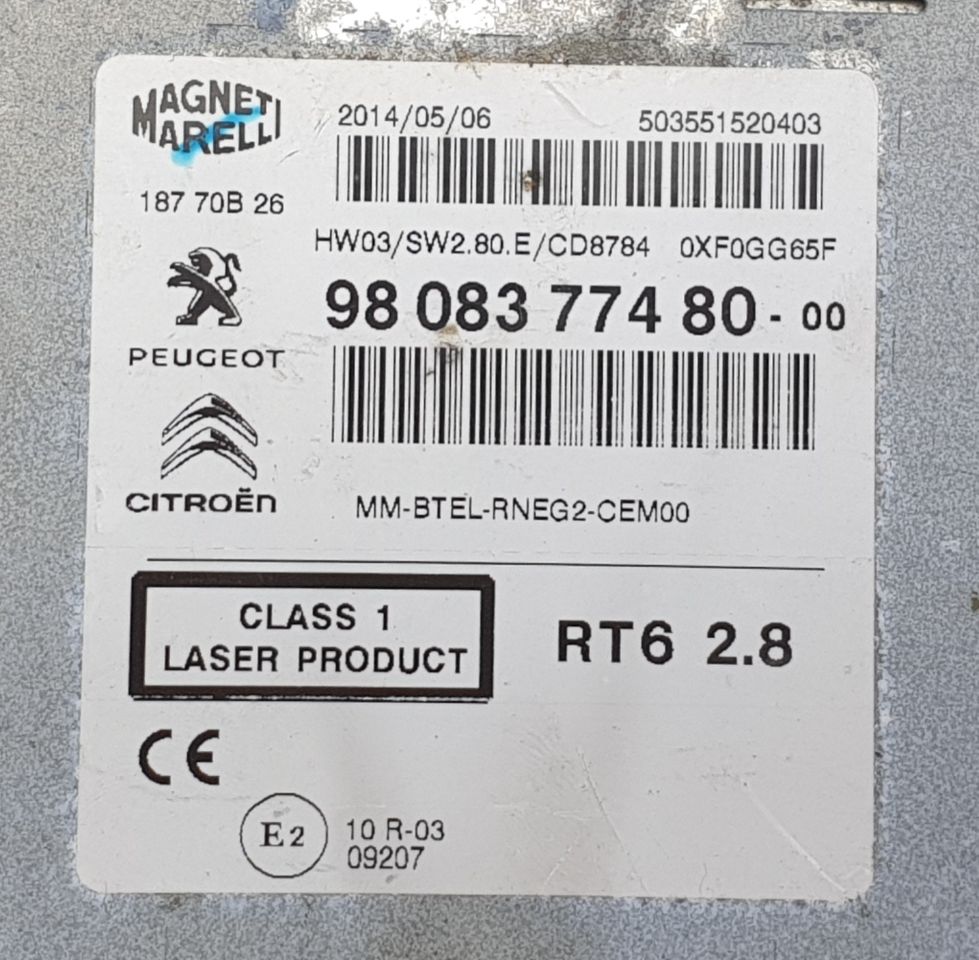 MAGNETI
MARELLI
2014/05/06
503551520403
187 70B 26
HW03/SW2.80.E/CD8784 0XF0GG65F
98 083 774 80 - 00
PEUGEOT
CITROËN
MM-BTEL-RNEG2-CEM00
CLASS 1
LASER PRODUCT
RT6 2.8
CE
E2
10 R-03
09207